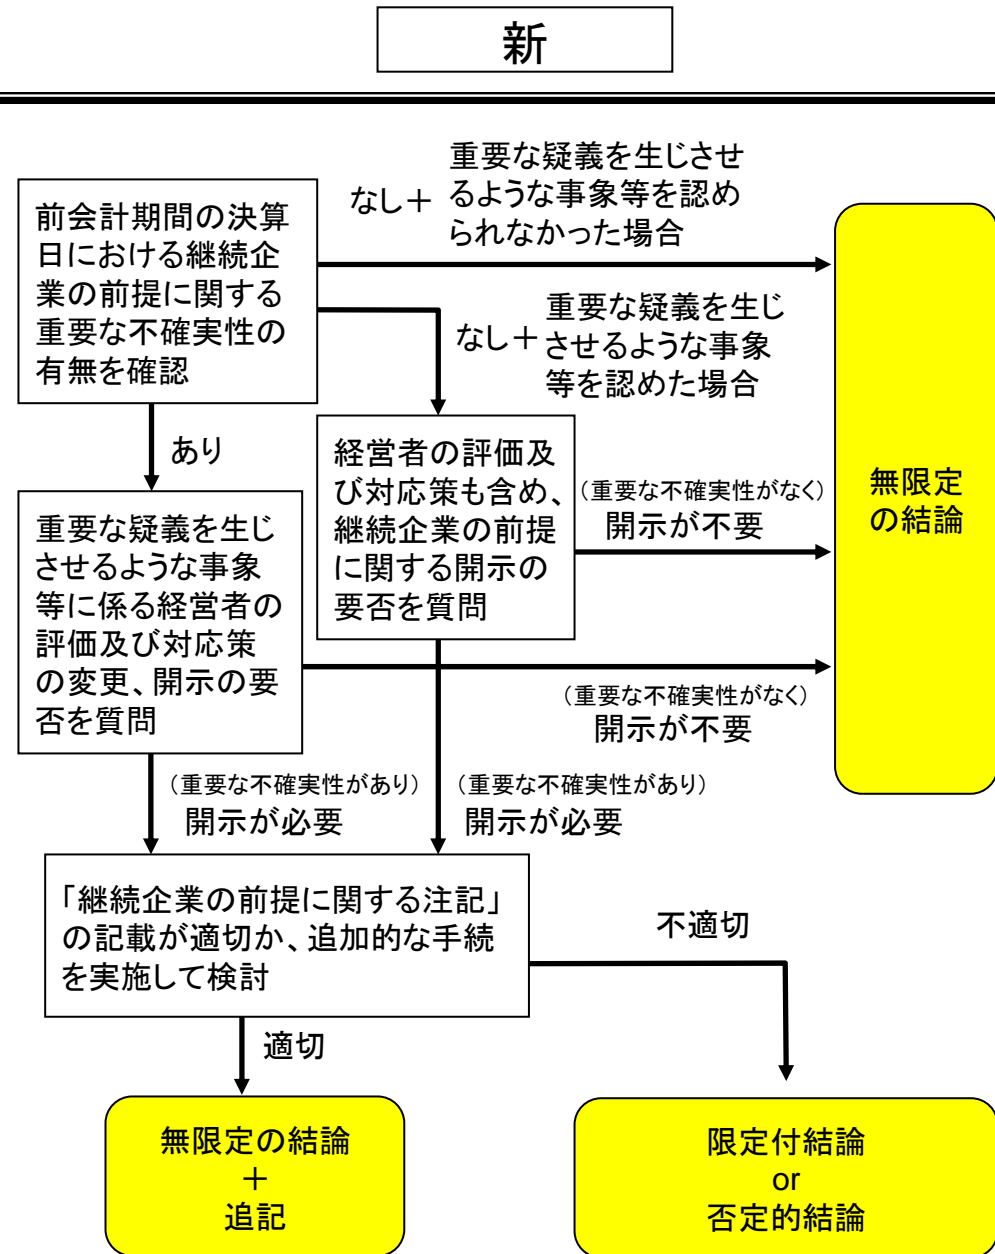 新
重要な疑義を生じさせ
なし＋ るような事象等を認め
られなかった場合
前会計期間の決算
日における継続企
業の前提に関する
重要な不確実性の
有無を確認
重要な疑義を生じ
なし＋ させるような事象
等を認めた場合
あり
経営者の評価及
び対応策も含め、
継続企業の前提
に関する開示の
要否を質問
（重要な不確実性がなく）
開示が不要
無限定
の結論
重要な疑義を生じ
させるような事象
等に係る経営者の
評価及び対応策
の変更、開示の要
否を質問
（重要な不確実性がなく）
開示が不要
（重要な不確実性があり）
開示が必要
（重要な不確実性があり）
開示が必要
「継続企業の前提に関する注記」
の記載が適切か、追加的な手続
を実施して検討
不適切
適切
無限定の結論
＋
追記
限定付結論
or
否定的結論